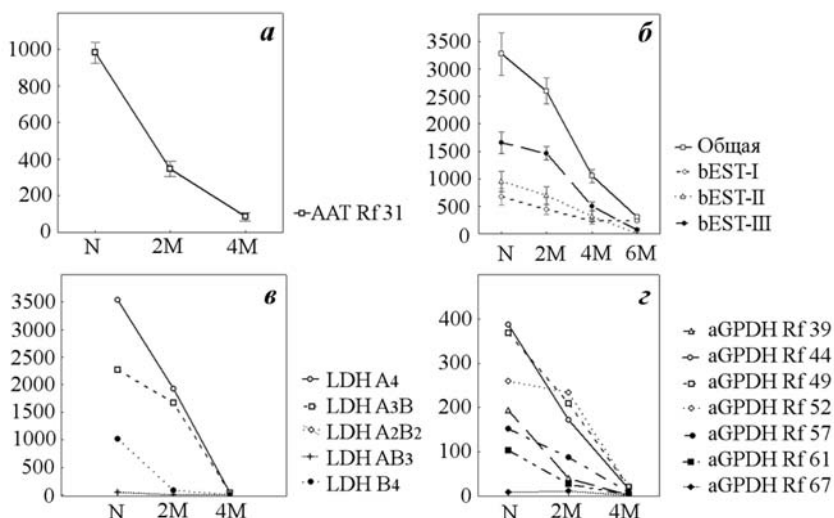 а
1000
800
600
400
200
0
N 2M 4M
AAT Rf 31
б
3500
3000
2500
2000
1500
1000
500
0
N 2M 4M 6M
Общая
bEST-I
bEST-II
bEST-III
в
3500
3000
2500
2000
1500
1000
500
0
N 2M 4M
LDH A4
LDH A3B
LDH A2B2
LDH AB3
LDH B4
г
400
300
200
100
0
N 2M 4M
aGPDH Rf 39
aGPDH Rf 44
aGPDH Rf 49
aGPDH Rf 52
aGPDH Rf 57
aGPDH Rf 61
aGPDH Rf 67